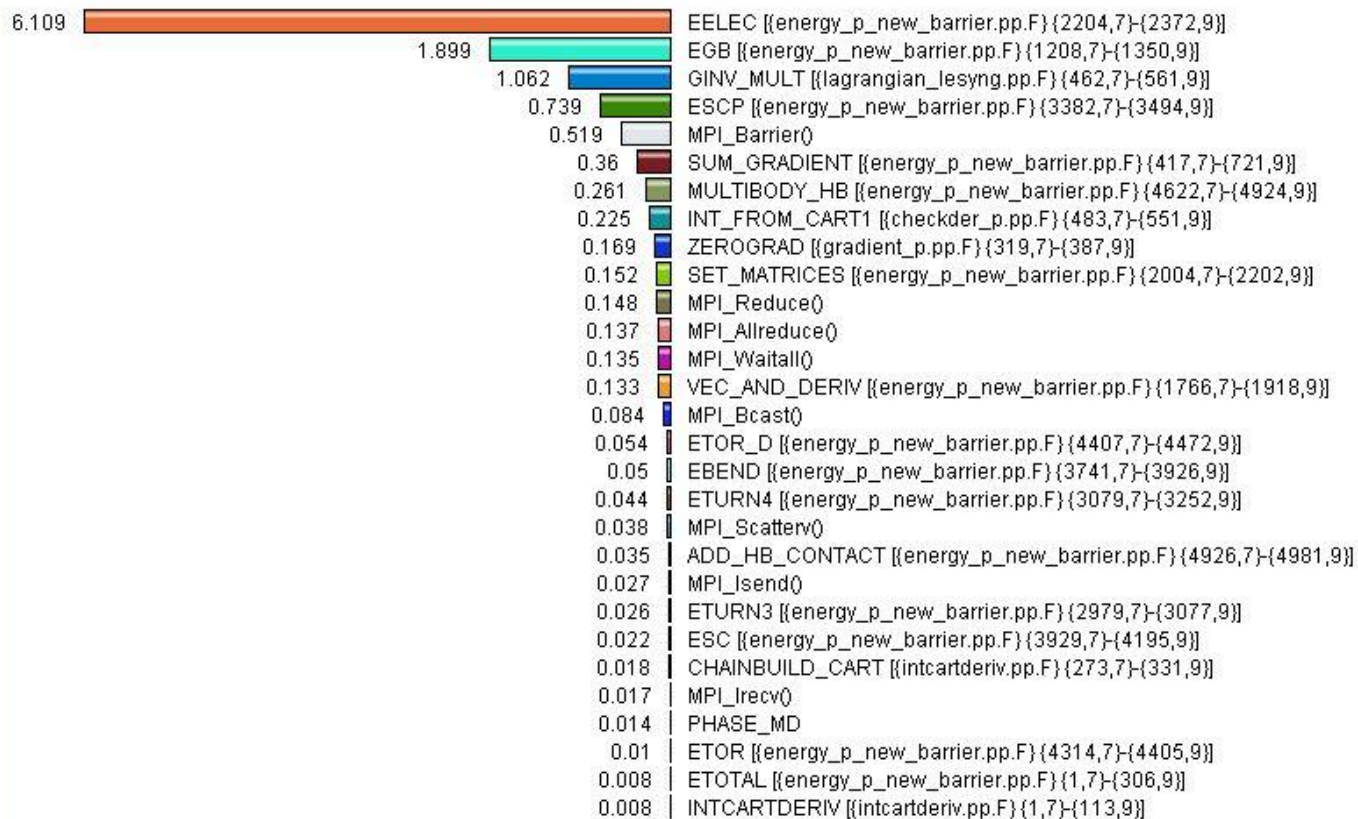 6.109 EELEC [{energy_p_new_barrier.pp.F} {2204,7}-{2372,9}]
1.899 EGB [{energy_p_new_barrier.pp.F} {1208,7}-{1350,9}]
1.062 GINV_MULT [{lagrangian_lesyng.pp.F} {462,7}-{561,9}]
0.739 ESCP [{energy_p_new_barrier.pp.F} {3382,7}-{3494,9}]
0.519 MPI_Barrier()
0.36 SUM_GRADIENT [{energy_p_new_barrier.pp.F} {417,7}-{721,9}]
0.261 MULTIBODY_HB [{energy_p_new_barrier.pp.F} {4622,7}-{4924,9}]
0.225 INT_FROM_CART1 [{checkder_p.pp.F} {483,7}-{551,9}]
0.169 ZEROGRAD [{gradient_p.pp.F} {319,7}-{387,9}]
0.152 SET_MATRICES [{energy_p_new_barrier.pp.F} {2004,7}-{2202,9}]
0.148 MPI_Reduce()
0.137 MPI_Allreduce()
0.135 MPI_Waitall()
0.133 VEC_AND_DERIV [{energy_p_new_barrier.pp.F} {1766,7}-{1918,9}]
0.084 MPI_Bcast()
0.054 ETOR_D [{energy_p_new_barrier.pp.F} {4407,7}-{4472,9}]
0.05 EBEND [{energy_p_new_barrier.pp.F} {3741,7}-{3926,9}]
0.044 ETURN4 [{energy_p_new_barrier.pp.F} {3079,7}-{3252,9}]
0.038 MPI_Scatterv()
0.035 ADD_HB_CONTACT [{energy_p_new_barrier.pp.F} {4926,7}-{4981,9}]
0.027 MPI_Isend()
0.026 ETURN3 [{energy_p_new_barrier.pp.F} {2979,7}-{3077,9}]
0.022 ESC [{energy_p_new_barrier.pp.F} {3929,7}-{4195,9}]
0.018 CHAINBUILD_CART [{intcartderiv.pp.F} {273,7}-{331,9}]
0.017 MPI_Irecv()
0.014 PHASE_MD
0.01 ETOR [{energy_p_new_barrier.pp.F} {4314,7}-{4405,9}]
0.008 ETOTAL [{energy_p_new_barrier.pp.F} {1,7}-{306,9}]
0.008 INTCARTDERIV [{intcartderiv.pp.F} {1,7}-{113,9}]